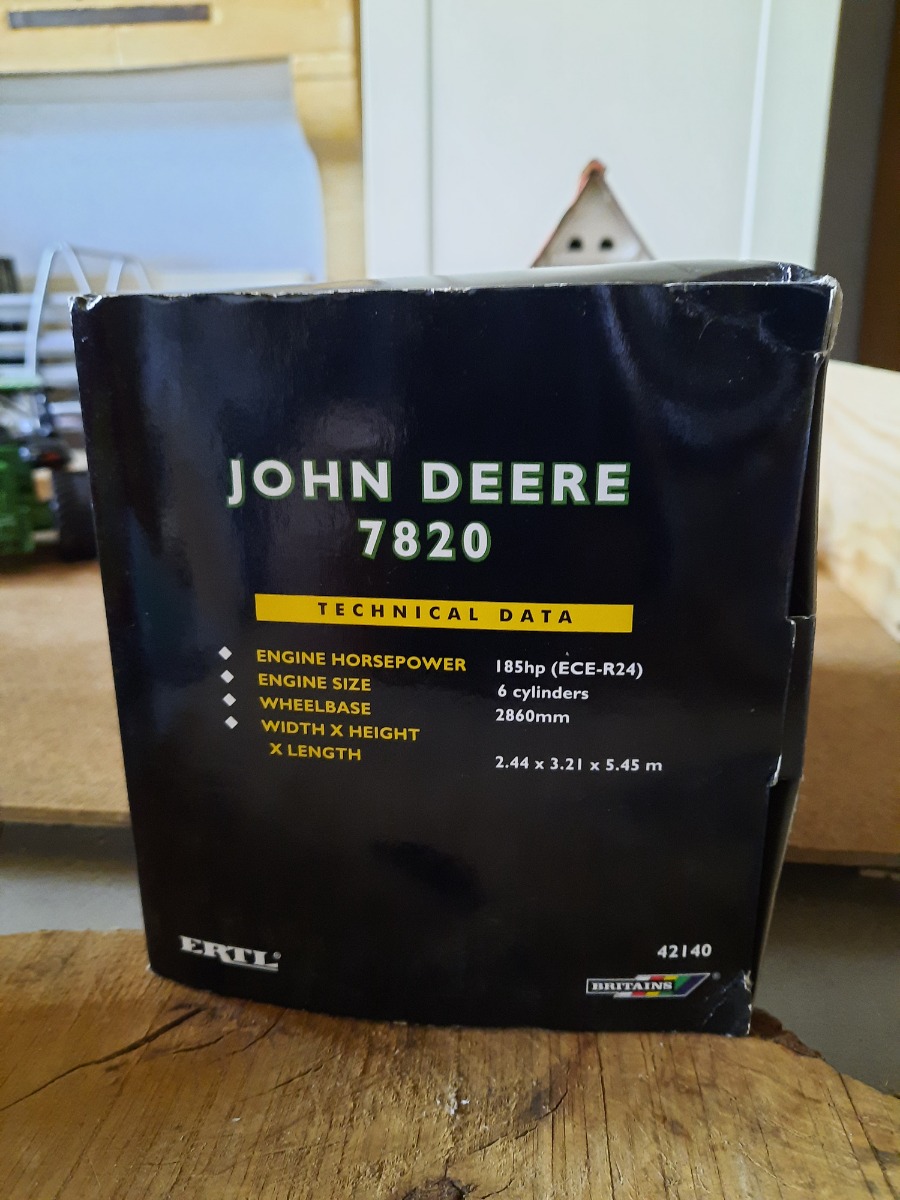 JOHN DEERE
7820
TECHNICAL DATA
ENGINE HORSEPOWER 185hp (ECE-R24)
ENGINE SIZE 6 cylinders
WHEELBASE 2860mm
WIDTH X HEIGHT
X LENGTH 2.44 x 3.21 x 5.45 m
ERTL®
42140
BRITAINS®